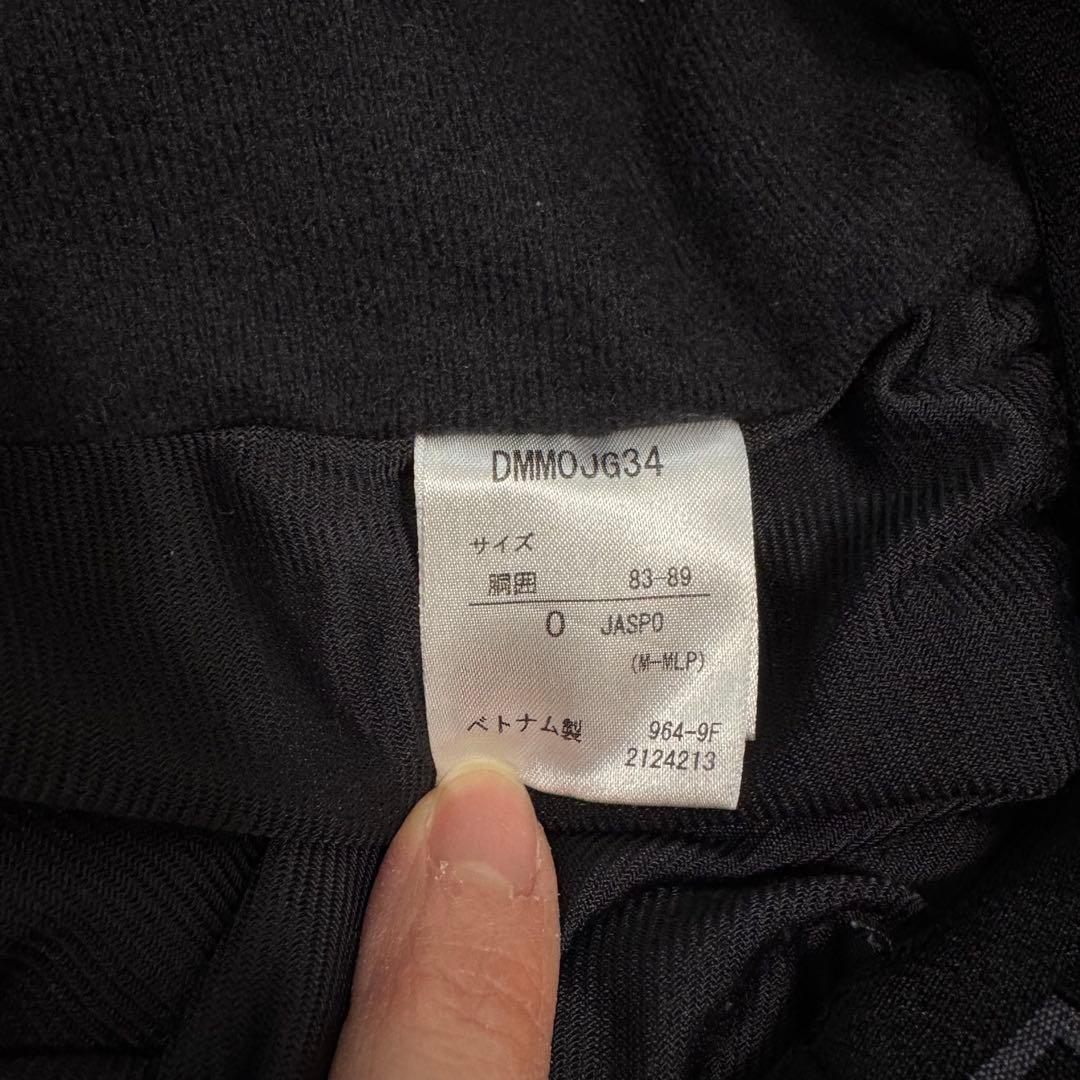 DMMOJG34
サイズ
胴囲 83-89
O JASPO
(M-MLP)
ベトナム製 964-9F
2124213